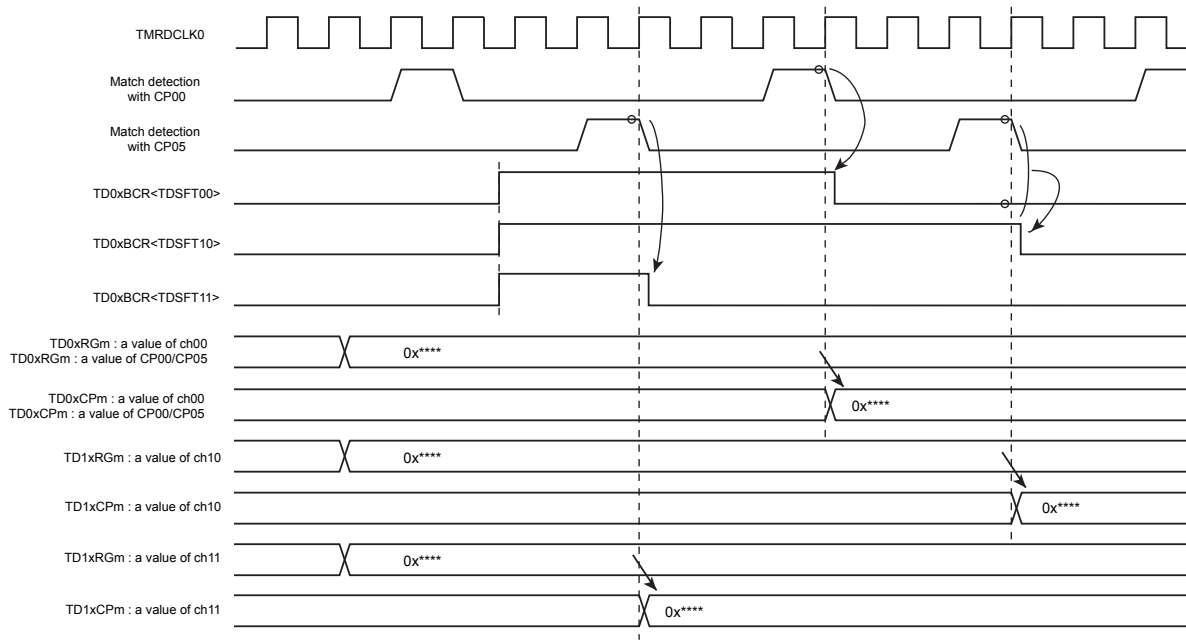 TMRDCLK0
Match detection
with CP00
Match detection
with CP05
TD0xBCR<TDSFT00>
TD0xBCR<TDSFT10>
TD0xBCR<TDSFT11>
TD0xRGm : a value of ch00
TD0xRGm : a value of CP00/CP05
0x****
TD0xCPm : a value of ch00
TD0xCPm : a value of CP00/CP05
0x****
TD1xRGm : a value of ch10
0x****
TD1xCPm : a value of ch10
0x****
TD1xRGm : a value of ch11
0x****
TD1xCPm : a value of ch11
0x****